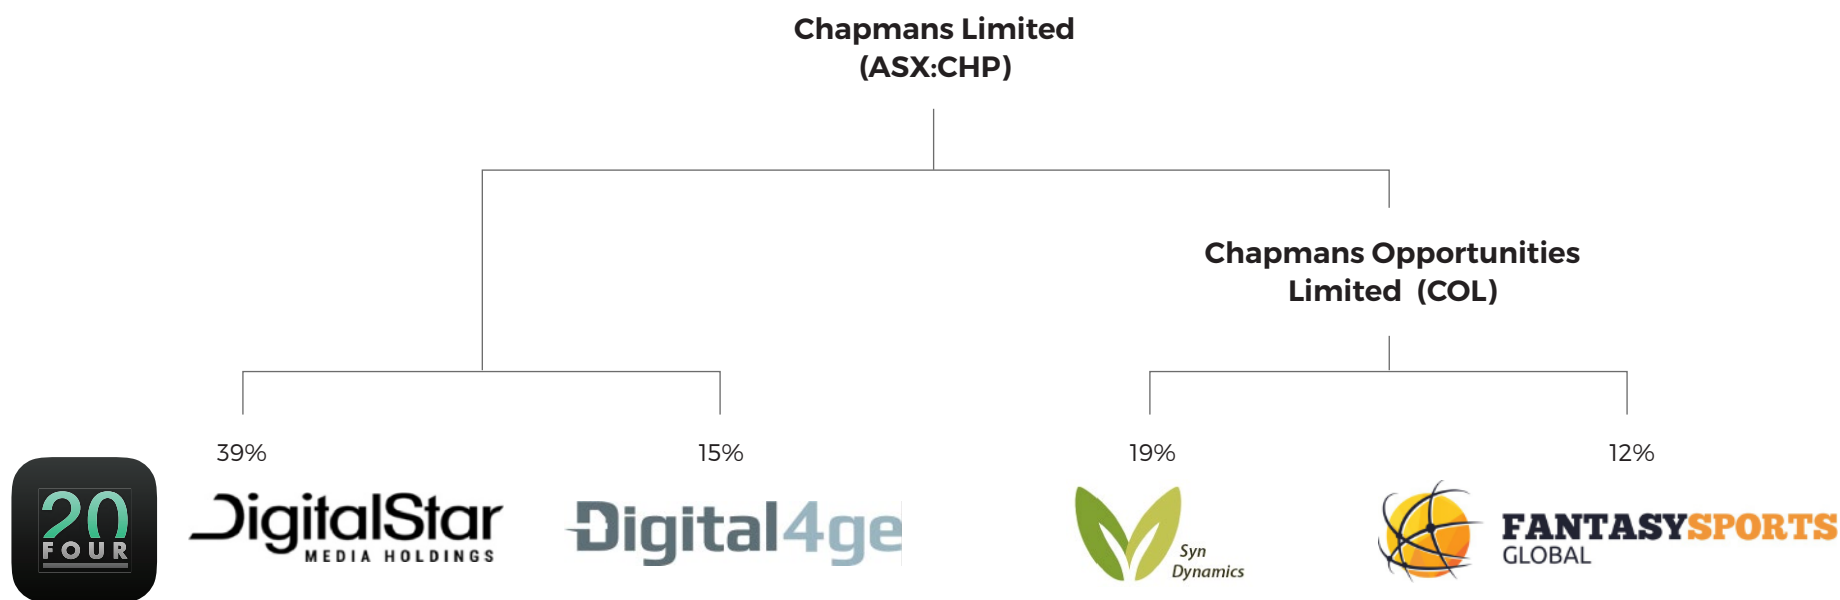 Chapmans Limited
(ASX:CHP)
Chapmans Opportunities
Limited (COL)
39%
15%
19%
12%
20
FOUR
DigitalStar
MEDIA HOLDINGS
Digital4ge
Syn
Dynamics
FANTASYSPORTS
GLOBAL